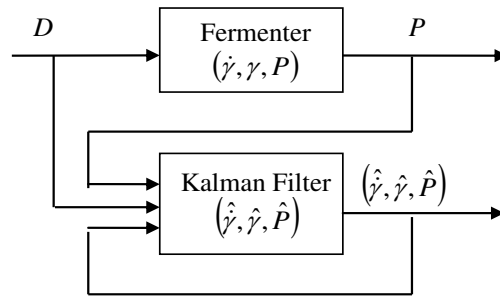 D
Fermenter
P
(γ̇, γ, P)
Kalman Filter
(γ̇̂, γ̂, P̂)
(γ̇̂, γ̂, P̂)